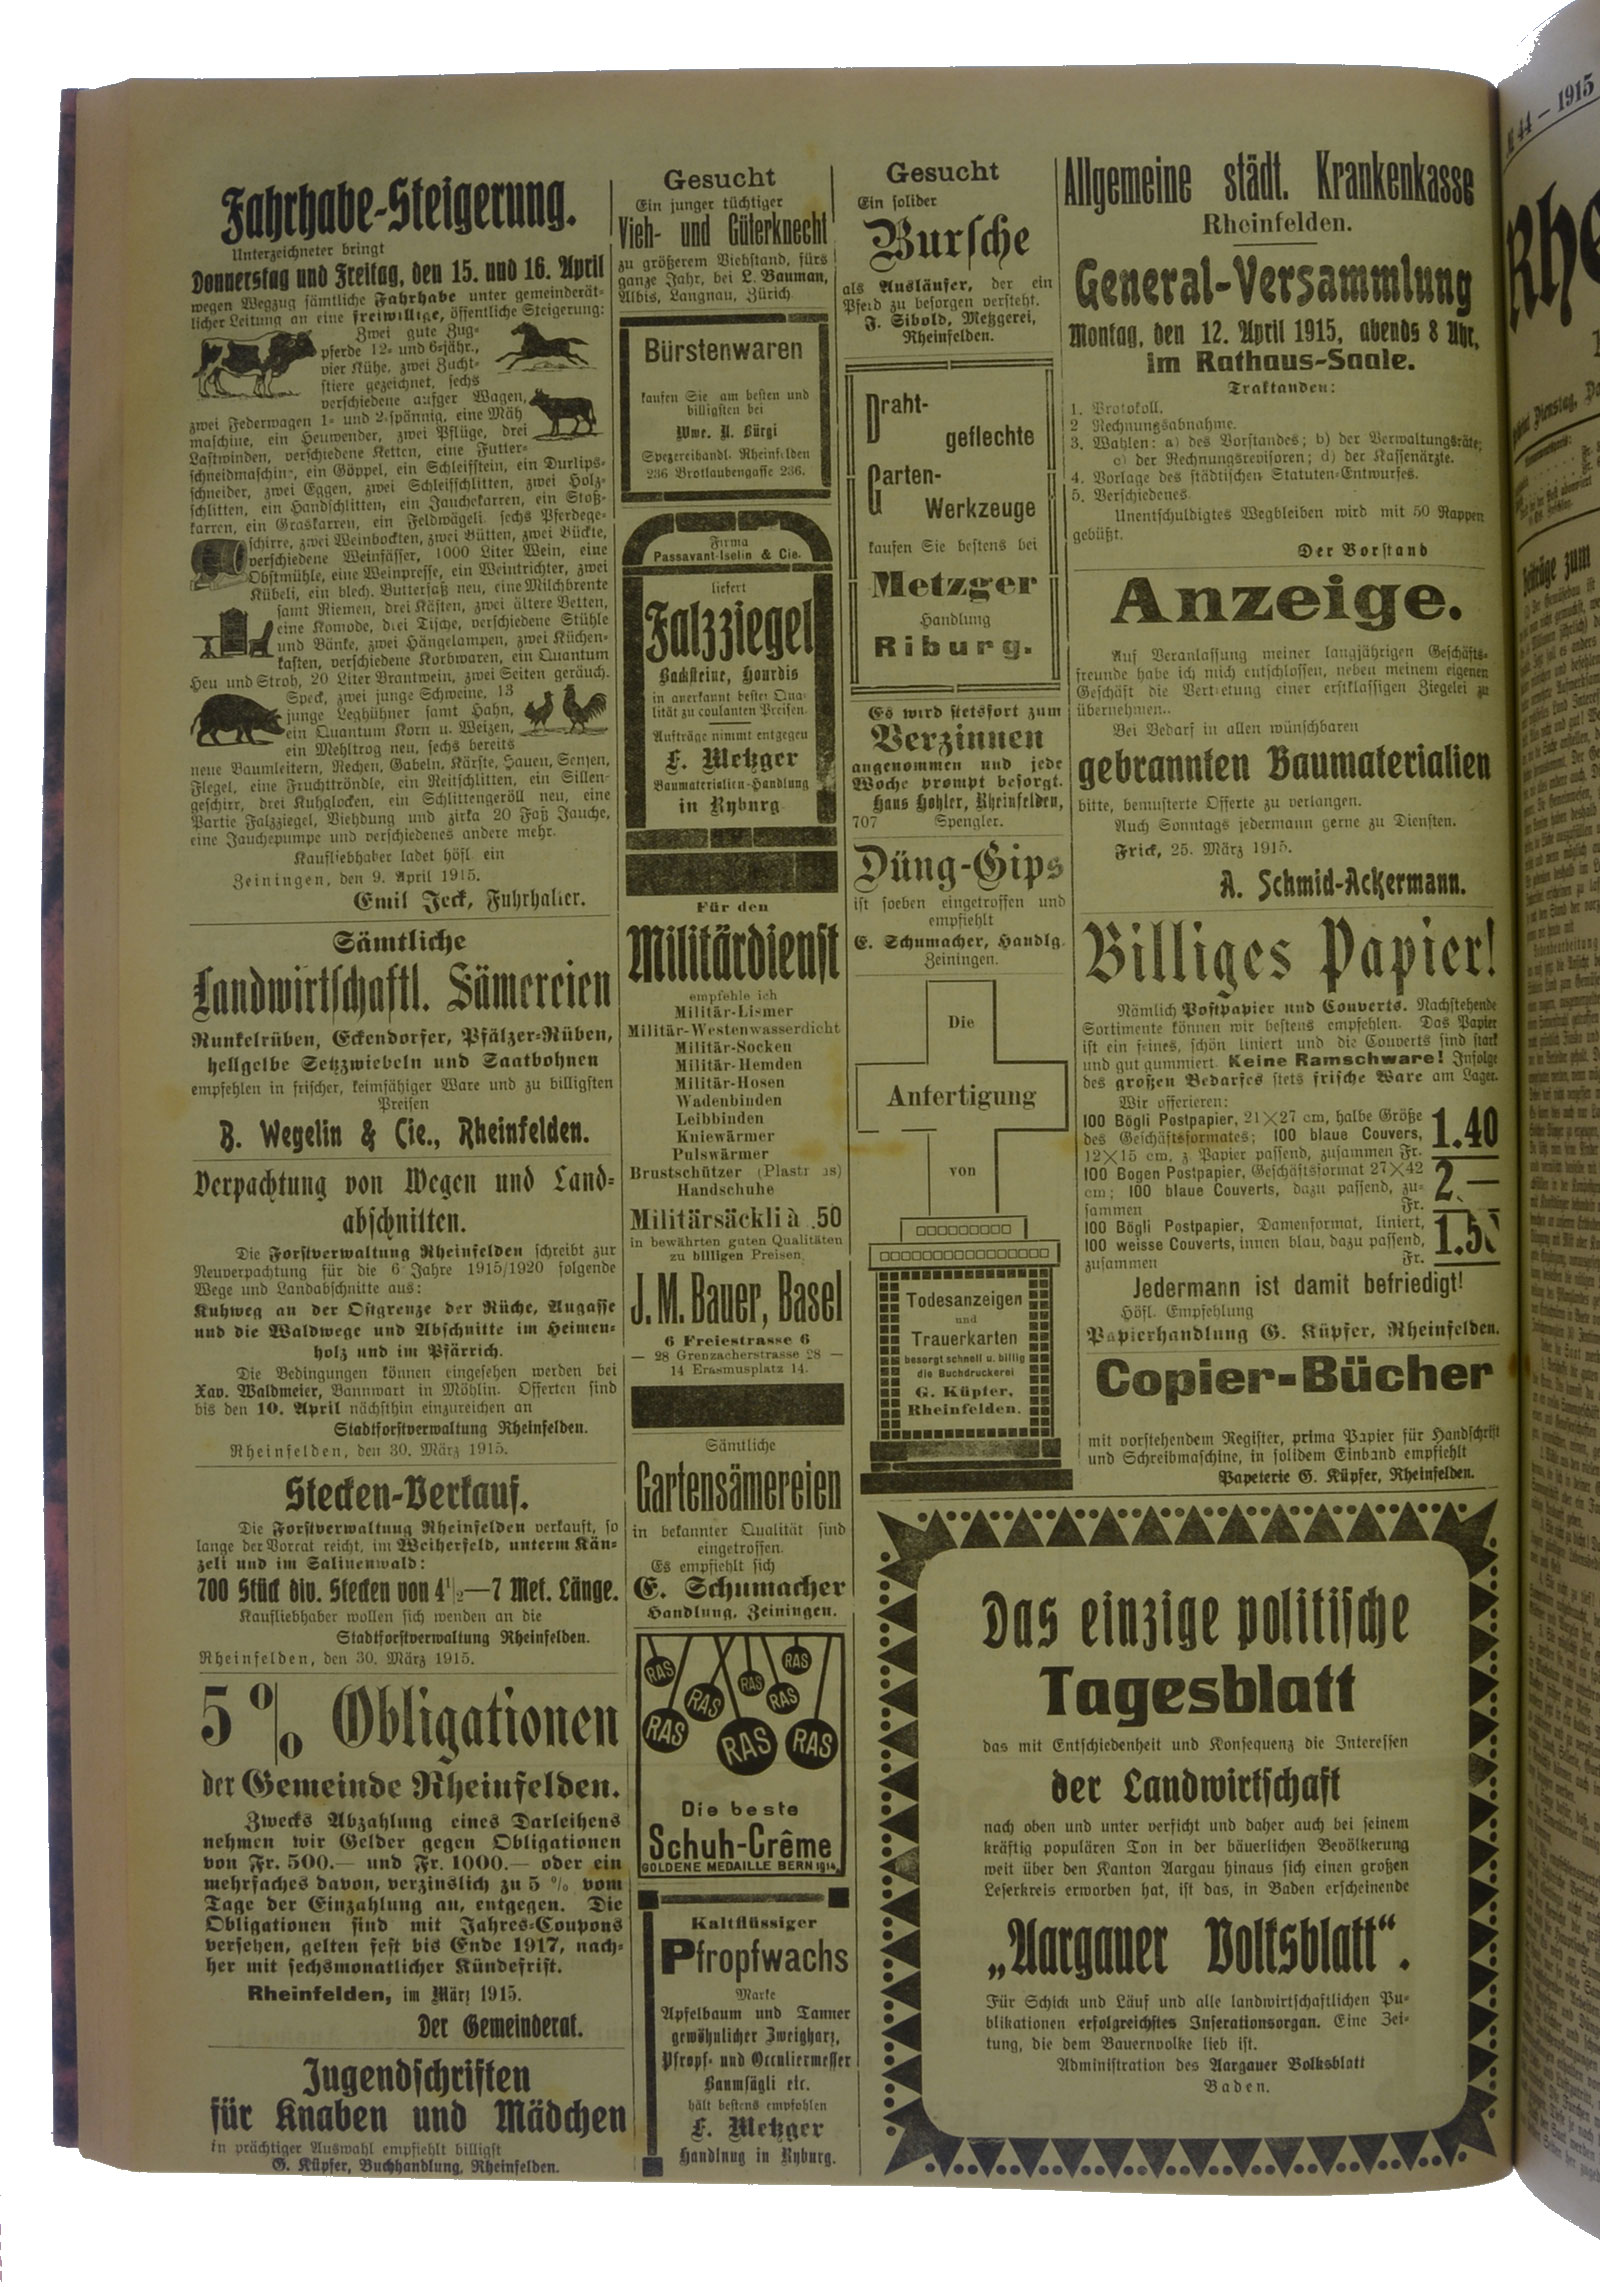 Fahrhabe-Steigerung.
Unterzeichneter bringt
Donnerstag und Freitag, den 15. und 16. April
wegen Wegzug sämtliche Fahrhabe unter gemeinderät-
licher Leitung an eine freiwillige, öffentliche Steigerung:
Zwei gute Zug-
pferde 12- und 6-jähr.,
vier Kühe, zwei Zucht-
stiere gezeichnet, sechs
verschiedene aufger Wagen,
zwei Federwagen 1- und 2-spännig, eine Mäh
maschine, ein Heuwender, zwei Pflüge, drei
Lastwinden, verschiedene Ketten, eine Futter-
schneidmaschine, ein Göppel, ein Schleifstein, ein Durlips-
schneider, zwei Eggen, zwei Schleifschlitten, zwei Holz-
schlitten, ein Handschlitten, ein Jauchekarren, ein Stoß-
karren, ein Graskarren, ein Feldwägeli, sechs Pferdege-
schirre, zwei Weinbockten, zwei Bütten, zwei Bückte,
verschiedene Weinfässer, 1000 Liter Wein, eine
Obstmühle, eine Weinpresse, ein Weintrichter, zwei
Kübeli, ein blech. Butterfaß neu, eine Milchbrente
samt Riemen, drei Kästen, zwei ältere Betten,
eine Komode, drei Tische, verschiedene Stühle
und Bänke, zwei Hängelampen, zwei Küchen-
kasten, verschiedene Korbwaren, ein Quantum
Heu und Stroh, 20 Liter Brantwein, zwei Seiten geräuch.
Speck, zwei junge Schweine, 13
junge Leghühner samt Hahn,
ein Quantum Korn u. Weizen,
ein Mehltrog neu, sechs bereits
neue Baumleitern, Rechen, Gabeln, Kärste, Hauen, Sensen,
Flegel, eine Fruchttröndle, ein Reitschlitten, ein Sillen-
geschirr, drei Kuhglocken, ein Schlittengeröll neu, eine
Partie Falzziegel, Viehdung und zirka 20 Faß Jauche,
eine Jauchepumpe und verschiedenes andere mehr.
Kaufliebhaber ladet höfl. ein
Zeiningen, den 9. April 1915.
Emil Jeck, Fuhrhalter.
Sämtliche
Landwirtschaftl. Sämereien
Runkelrüben, Eckendorfer, Pfälzer-Rüben,
hellgelbe Setzzwiebeln und Saatbohnen
empfehlen in frischer, keimfähiger Ware und zu billigsten
Preisen
B. Wegelin & Cie., Rheinfelden.
Verpachtung von Wegen und Land-
abschnitten.
Die Forstverwaltung Rheinfelden schreibt zur
Neuverpachtung für die 6 Jahre 1915/1920 folgende
Wege und Landabschnitte aus:
Kuhweg an der Ostgrenze der Rüche, Augasse
und die Waldwege und Abschnitte im Heimen-
holz und im Pfärrich.
Die Bedingungen können eingesehen werden bei
Xav. Waldmeier, Bannwart in Möhlin. Offerten sind
bis den 10. April nächsthin einzureichen an
Stadtforstverwaltung Rheinfelden.
Rheinfelden, den 30. März 1915.
Stecken-Verkauf.
Die Forstverwaltung Rheinfelden verkauft, so
lange der Vorrat reicht, im Weiherfeld, unterm Kän-
zeli und im Salinenwald:
700 Stück div. Stecken von 4 1/2—7 Met. Länge.
Kaufliebhaber wollen sich wenden an die
Stadtforstverwaltung Rheinfelden.
Rheinfelden, den 30. März 1915.
5 % Obligationen
der Gemeinde Rheinfelden.
Zwecks Abzahlung eines Darleihens
nehmen wir Gelder gegen Obligationen
von Fr. 500.— und Fr. 1000.— oder ein
mehrfaches davon, verzinslich zu 5 % vom
Tage der Einzahlung an, entgegen. Die
Obligationen sind mit Jahres-Coupons
versehen, gelten fest bis Ende 1917, nach-
her mit sechsmonatlicher Kündefrist.
Rheinfelden, im März 1915.
Der Gemeinderat.
Jugendschriften
für Knaben und Mädchen
in prächtiger Auswahl empfiehlt billigst
G. Küpfer, Buchhandlung, Rheinfelden.
Gesucht
Ein junger tüchtiger
Vieh- und Güterknecht
zu größerem Viehstand, fürs
ganze Jahr, bei L. Bauman,
Albis, Langnau, Zürich.
Bürstenwaren
kaufen Sie am besten und
billigsten bei
Wwe. A. Bürgi
Spezereihandl. Rheinfelden
236 Brotlaubengasse 236.
Firma
Passavant-Iselin & Cie.
liefert
Falzziegel
Backsteine, Hourdis
in anerkannt bester Qua-
lität zu coulanten Preisen.
Aufträge nimmt entgegen
F. Metzger
Baumaterialien-Handlung
in Ryburg
Für den
Militärdienst
empfehle ich
Militär-Lismer
Militär-Westenwasserdicht
Militär-Socken
Militär-Hemden
Militär-Hosen
Wadenbinden
Leibbinden
Kniewärmer
Pulswärmer
Brustschützer (Plastrons)
Handschuhe
Militärsäckli à .50
in bewährten guten Qualitäten
zu billigen Preisen.
J. M. Bauer, Basel
6 Freiestrasse 6
— 28 Grenzacherstrasse 28 —
14 Erasmusplatz 14.
Sämtliche
Gartensämereien
in bekannter Qualität sind
eingetroffen.
Es empfiehlt sich
E. Schumacher
Handlung, Zeiningen.
RAS
RAS
RAS
RAS
RAS
RAS
RAS
RAS
Die beste
Schuh-Crême
GOLDENE MEDAILLE BERN 1914.
Kaltflüssiger
Pfropfwachs
Marke
Apfelbaum und Tanner
gewöhnlicher Zweigharz,
Pfropf- und Occuliermesser
Baumsägli etc.
hält bestens empfohlen
F. Metzger
Handlnug in Ryburg.
Gesucht
Ein solider
Bursche
als Ausläufer, der ein
Pferd zu besorgen versteht.
J. Sibold, Metzgerei,
Rheinfelden.
Draht-
geflechte
Garten-
Werkzeuge
kaufen Sie bestens bei
Metzger
Handlung
Riburg.
Es wird stetsfort zum
Verzinnen
angenommen und jede
Woche prompt besorgt.
Hans Hohler, Rheinfelden,
707 Spengler.
Düng-Gips
ist soeben eingetroffen und
empfiehlt
E. Schumacher, Handlg.
Zeiningen.
Die
Anfertigung
von
Todesanzeigen
und
Trauerkarten
besorgt schnell u. billig
die Buchdruckerei
G. Küpfer,
Rheinfelden.
Allgemeine städt. Krankenkasse
Rheinfelden.
General-Versammlung
Montag, den 12. April 1915, abends 8 Uhr,
im Rathaus-Saale.
Traktanden:
1. Protokoll.
2 Rechnungsabnahme.
3. Wahlen: a) des Vorstandes; b) der Verwaltungsräte;
c) der Rechnungsrevisoren; d) der Kassenärzte.
4. Vorlage des städtischen Statuten-Entwurfes.
5. Verschiedenes
Unentschuldigtes Wegbleiben wird mit 50 Rappen
gebüßt.
Der Vorstand
Anzeige.
Auf Veranlassung meiner langjährigen Geschäfts-
freunde habe ich mich entschlossen, neben meinem eigenen
Geschäft die Vertretung einer erstklassigen Ziegelei zu
übernehmen..
Bei Bedarf in allen wünschbaren
gebrannten Baumaterialien
bitte, bemusterte Offerte zu verlangen.
Auch Sonntags jedermann gerne zu Diensten.
Frick, 25. März 1915.
A. Schmid-Ackermann.
Billiges Papier!
Nämlich Postpapier und Couverts. Nachstehende
Sortimente können wir bestens empfehlen. Das Papier
ist ein feines, schön liniert und die Couverts sind stark
und gut gummiert. Keine Ramschware! Infolge
des großen Bedarfes stets frische Ware am Lager.
Wir offerieren:
100 Bögli Postpapier, 21×27 cm, halbe Größe
des Geschäftsformates; 100 blaue Couvers,
12×15 cm, z Papier passend, zusammen Fr. 1.40
100 Bogen Postpapier, Geschäftsformat 27×42
cm; 100 blaue Couverts, dazu passend, zu-
sammen Fr. 2.—
100 Bögli Postpapier, Damenformat, liniert,
100 weisse Couverts, innen blau, dazu passend,
zusammen Fr. 1.50
Jedermann ist damit befriedigt!
Höfl. Empfehlung
Papierhandlung G. Küpfer, Rheinfelden.
Copier-Bücher
mit vorstehendem Register, prima Papier für Handschrift
und Schreibmaschine, in solidem Einband empfiehlt
Papeterie G. Küpfer, Rheinfelden.
Das einzige politische
Tagesblatt
das mit Entschiedenheit und Konsequenz die Interessen
der Landwirtschaft
nach oben und unter verficht und daher auch bei seinem
kräftig populären Ton in der bäuerlichen Bevölkerung
weit über den Kanton Aargau hinaus sich einen großen
Leserkreis erworben hat, ist das, in Baden erscheinende
„Aargauer Volksblatt“.
Für Schick und Läuf und alle landwirtschaftlichen Pu-
blikationen erfolgreichstes Inserationsorgan. Eine Zei-
tung, die dem Bauernvolke lieb ist.
Administration des Aargauer Volksblatt
Baden.
№ 44 — 1915